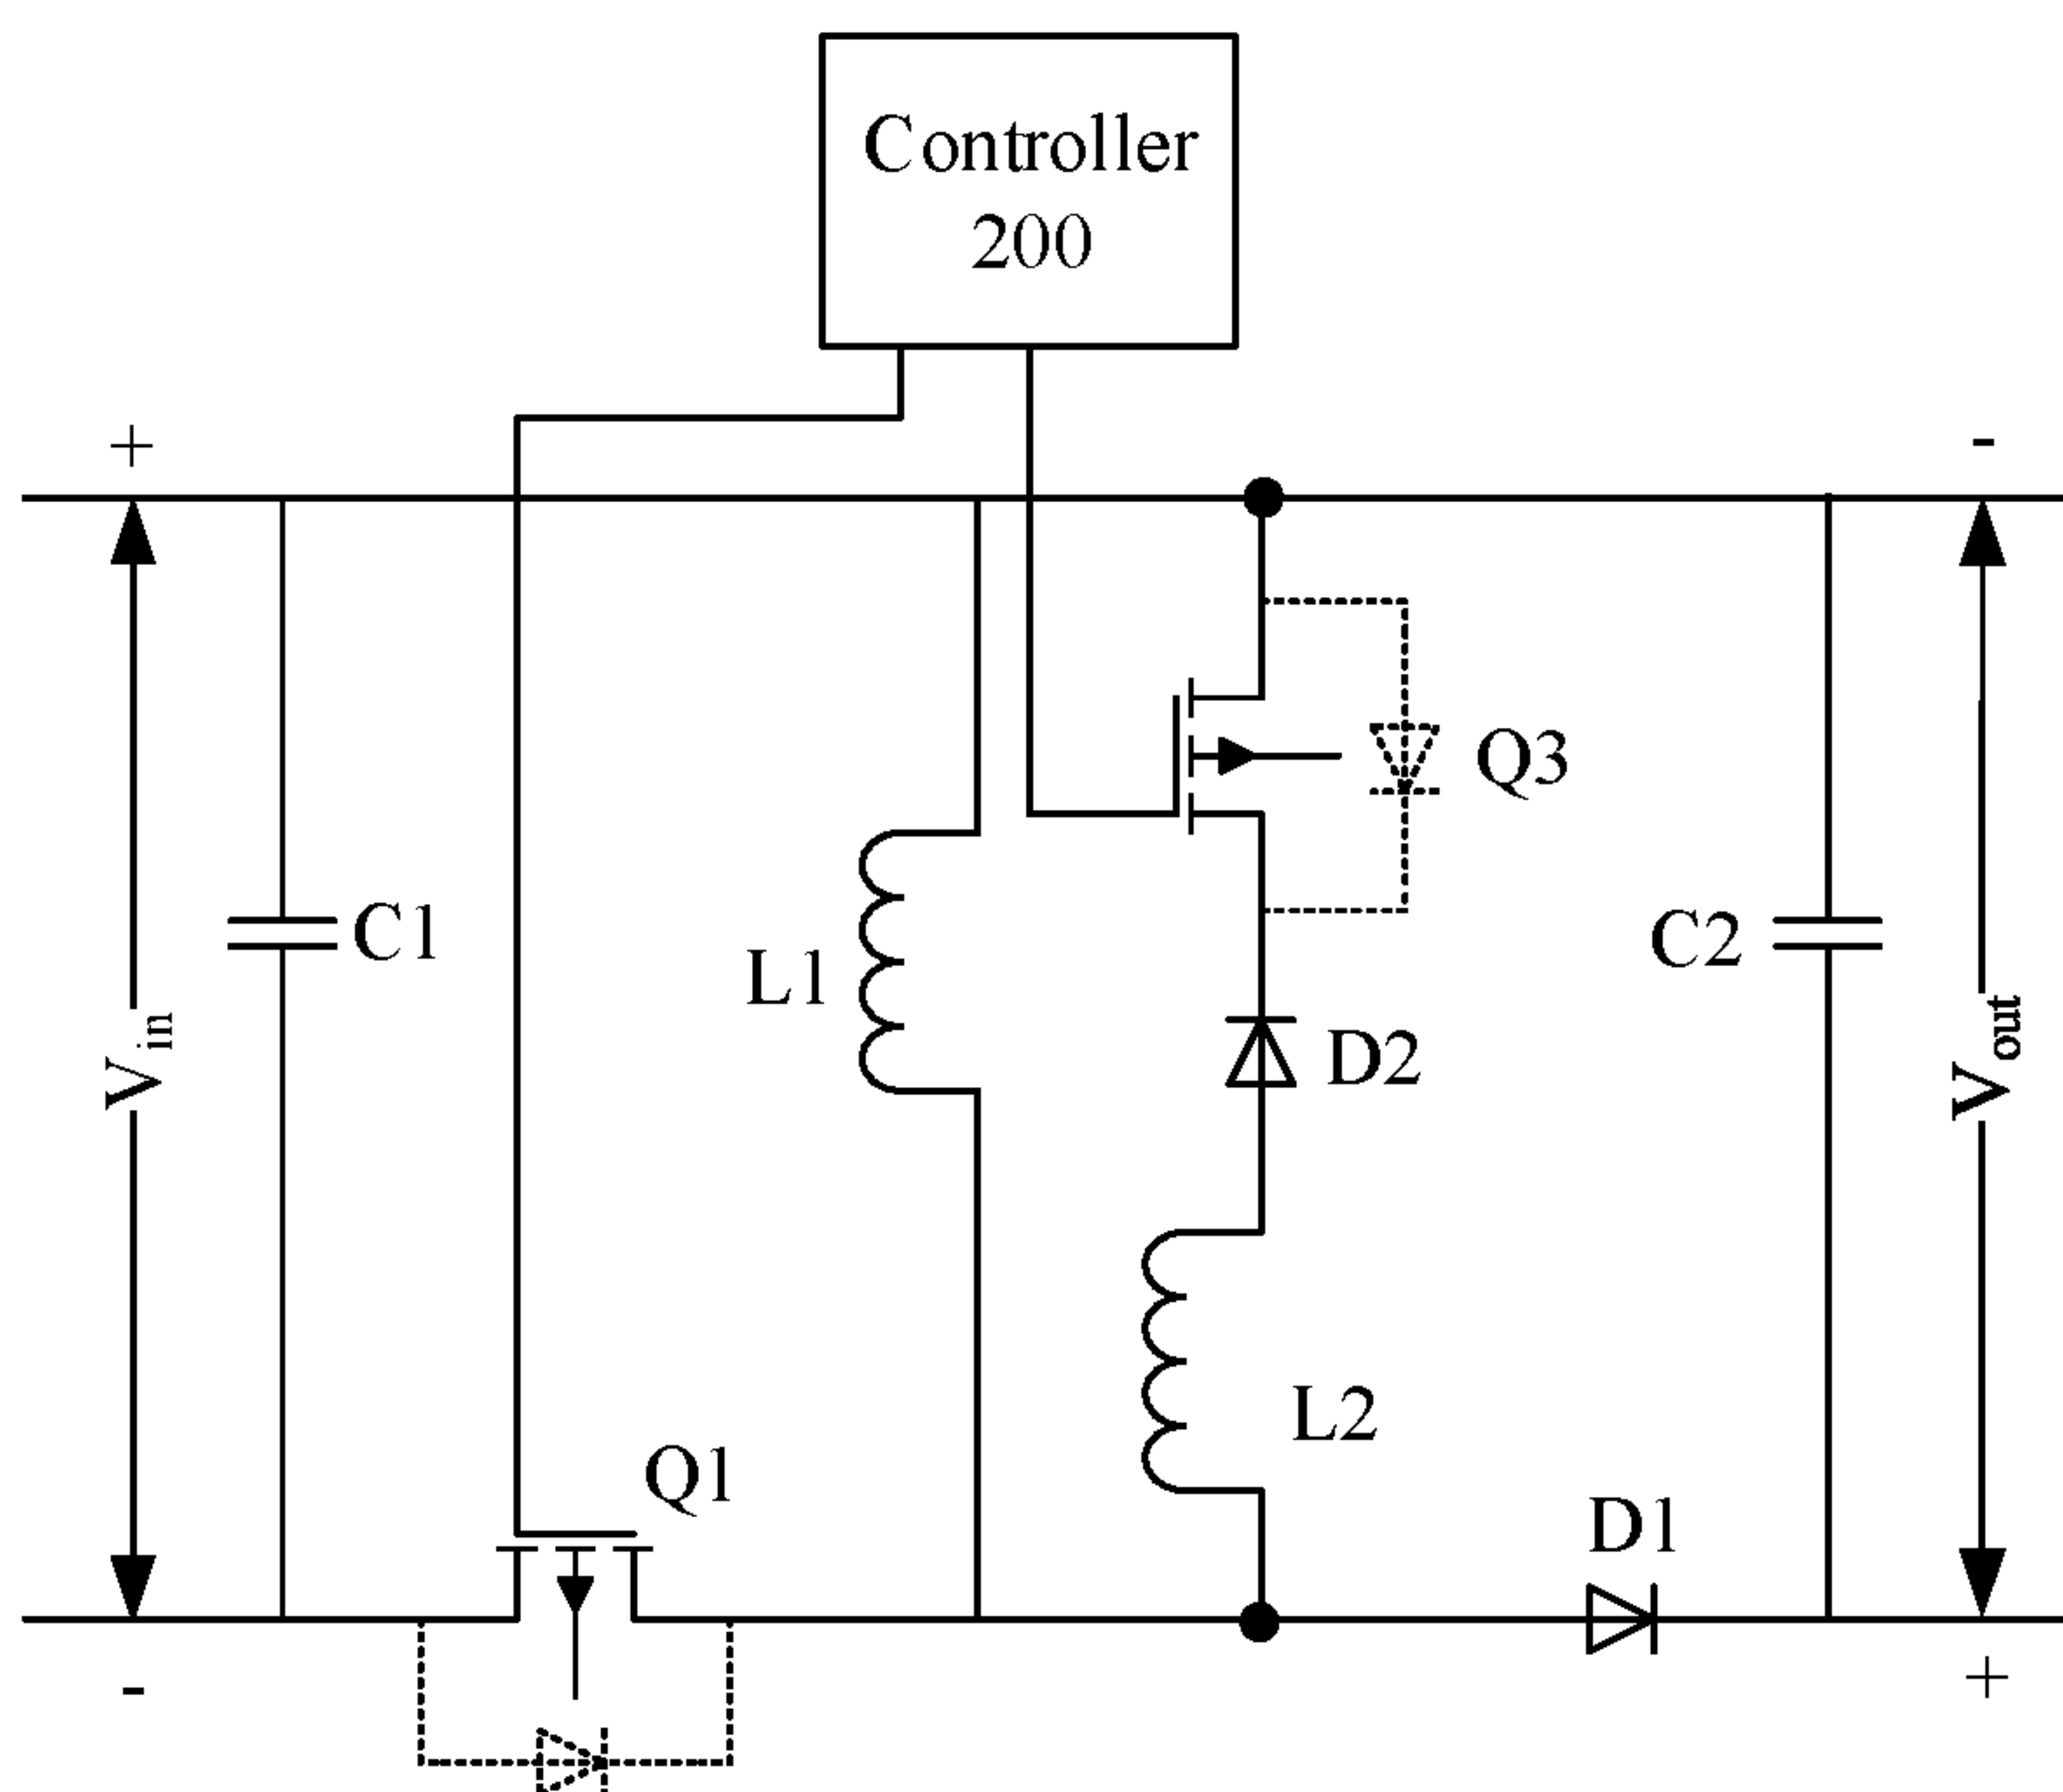 Controller
200
+
-
Q3
C1
C2
L1
Vin
Vout
D2
L2
Q1
D1
-
+